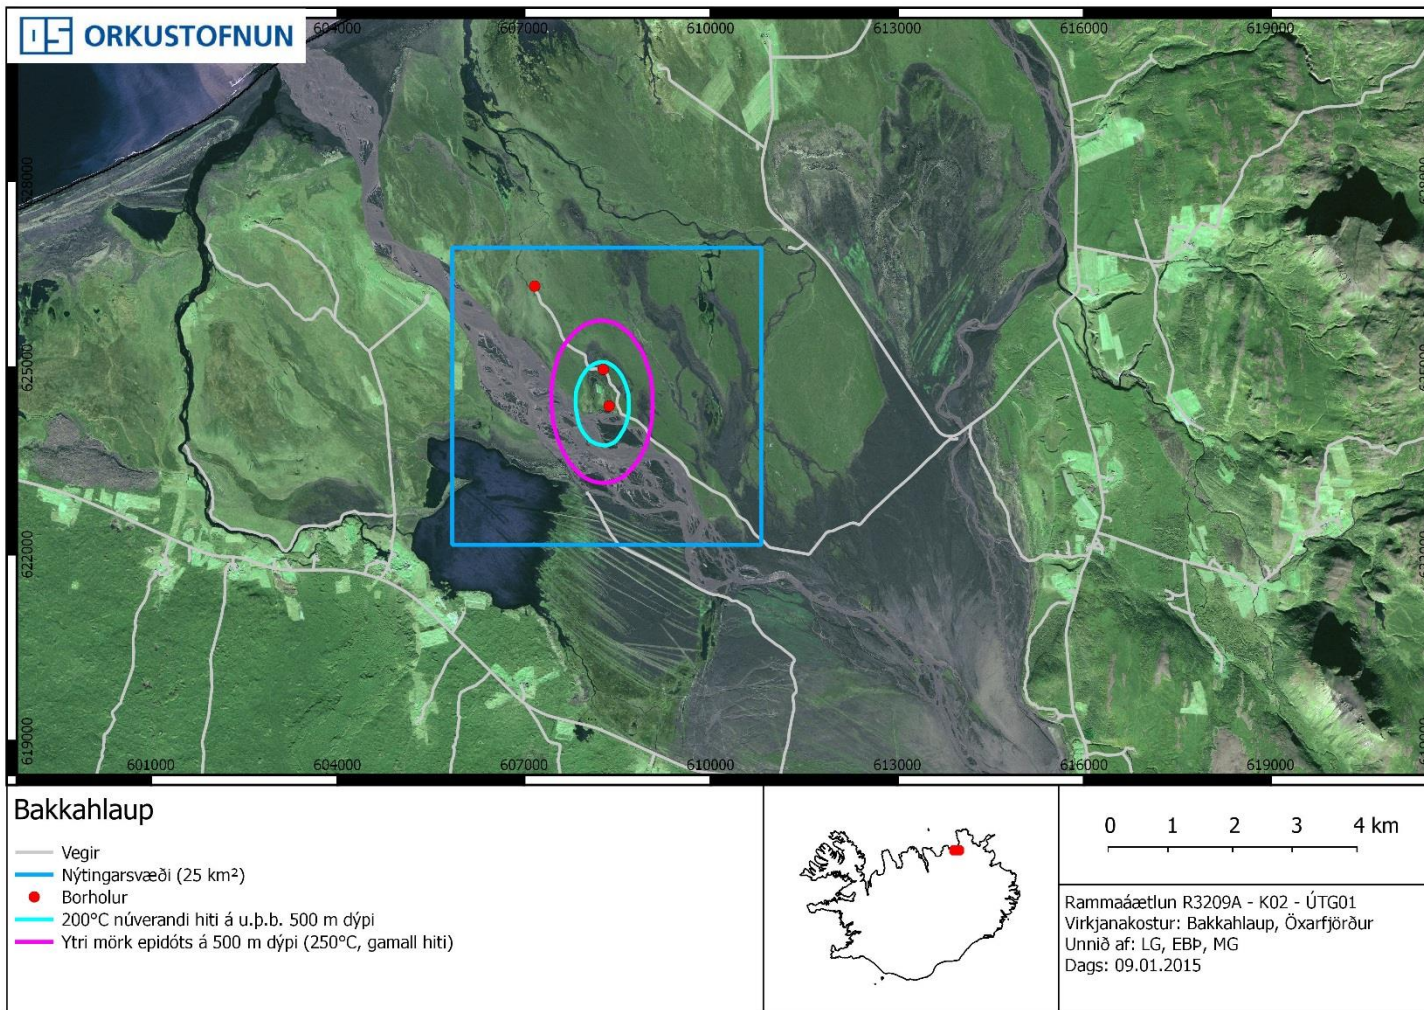 OS ORKUSTOFNUN
604000 607000 610000 613000 616000 619000
628000
625000
622000
619000
601000 604000 607000 610000 613000 616000 619000
Bakkahlaup
Vegir
Nýtingarsvæði (25 km²)
Borholur
200°C núverandi hiti á u.þ.b. 500 m dýpi
Ytri mörk epidóts á 500 m dýpi (250°C, gamall hiti)
0 1 2 3 4 km
Rammaáætlun R3209A - K02 - ÚTG01
Virkjanakostur: Bakkahlaup, Öxarfjörður
Unnið af: LG, EBÞ, MG
Dags: 09.01.2015